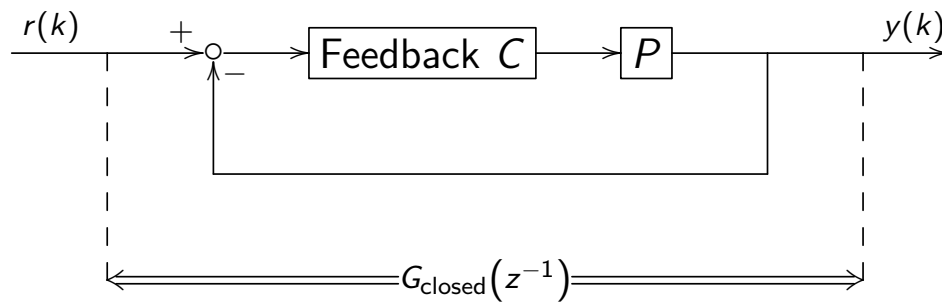 r(k) y(k)
+
−
Feedback C
P
G_closed(z^{-1})